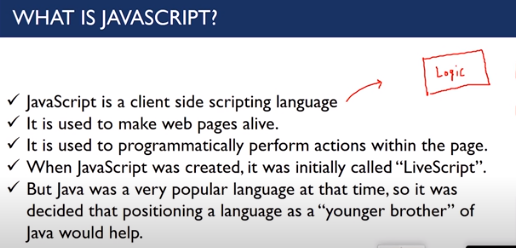 WHAT IS JAVASCRIPT?
Logic
✓ JavaScript is a client side scripting language
✓ It is used to make web pages alive.
✓ It is used to programmatically perform actions within the page.
✓ When JavaScript was created, it was initially called “LiveScript”.
✓ But Java was a very popular language at that time, so it was
decided that positioning a language as a “younger brother” of
Java would help.